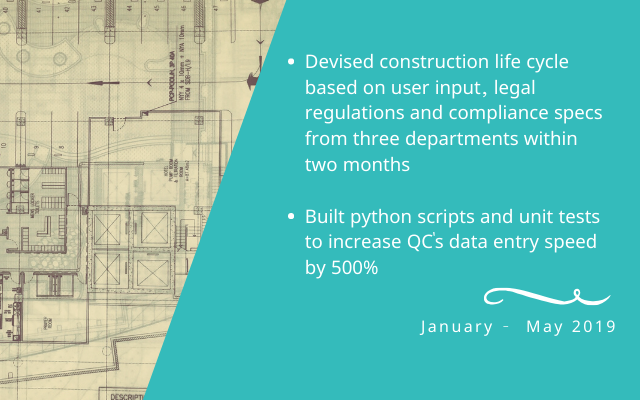 • Devised construction life cycle
based on user input, legal
regulations and compliance specs
from three departments within
two months
• Built python scripts and unit tests
to increase QC's data entry speed
by 500%
January - May 2019